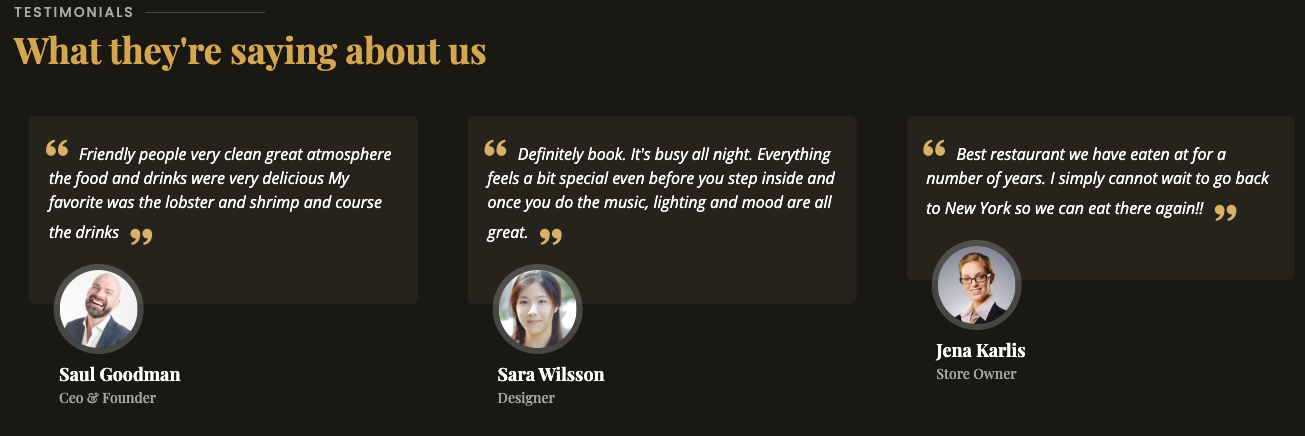 TESTIMONIALS
What they're saying about us
“ Friendly people very clean great atmosphere
the food and drinks were very delicious My
favorite was the lobster and shrimp and course
the drinks ”
Saul Goodman
Ceo & Founder
“ Definitely book. It's busy all night. Everything
feels a bit special even before you step inside and
once you do the music, lighting and mood are all
great. ”
Sara Wilsson
Designer
“ Best restaurant we have eaten at for a
number of years. I simply cannot wait to go back
to New York so we can eat there again!! ”
Jena Karlis
Store Owner